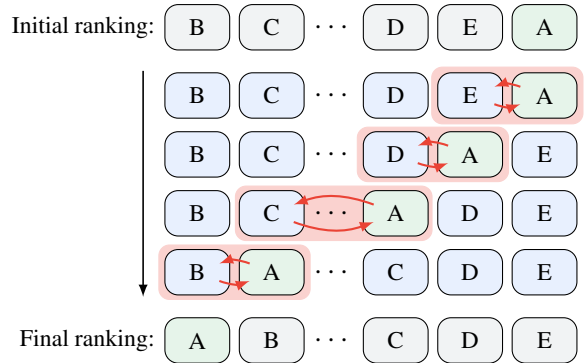 Initial ranking: B C ··· D E A
B C ··· D E A
B C ··· D A E
B C ··· A D E
B A ··· C D E
Final ranking: A B ··· C D E